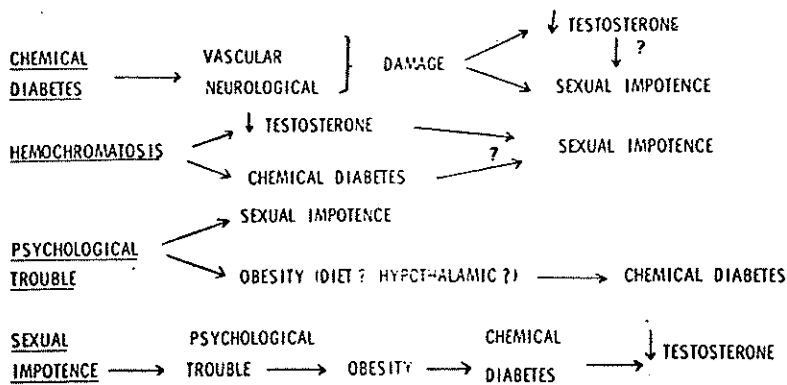 ↓ TESTOSTERONE
↓ ?
CHEMICAL DIABETES → VASCULAR NEUROLOGICAL } DAMAGE
SEXUAL IMPOTENCE
↓ TESTOSTERONE
HEMOCHROMATOSIS
SEXUAL IMPOTENCE
?
CHEMICAL DIABETES
SEXUAL IMPOTENCE
PSYCHOLOGICAL
TROUBLE
OBESITY (DIET ? HYPOTHALAMIC ?) → CHEMICAL DIABETES
SEXUAL IMPOTENCE → PSYCHOLOGICAL TROUBLE → OBESITY → CHEMICAL DIABETES → ↓ TESTOSTERONE